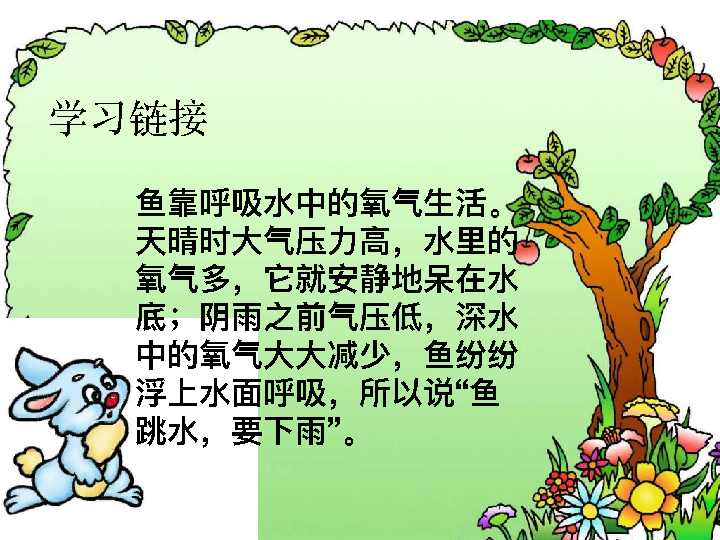 学习链接
鱼靠呼吸水中的氧气生活。
天晴时大气压力高，水里的
氧气多，它就安静地呆在水
底；阴雨之前气压低，深水
中的氧气大大减少，鱼纷纷
浮上水面呼吸，所以说“鱼
跳水，要下雨”。